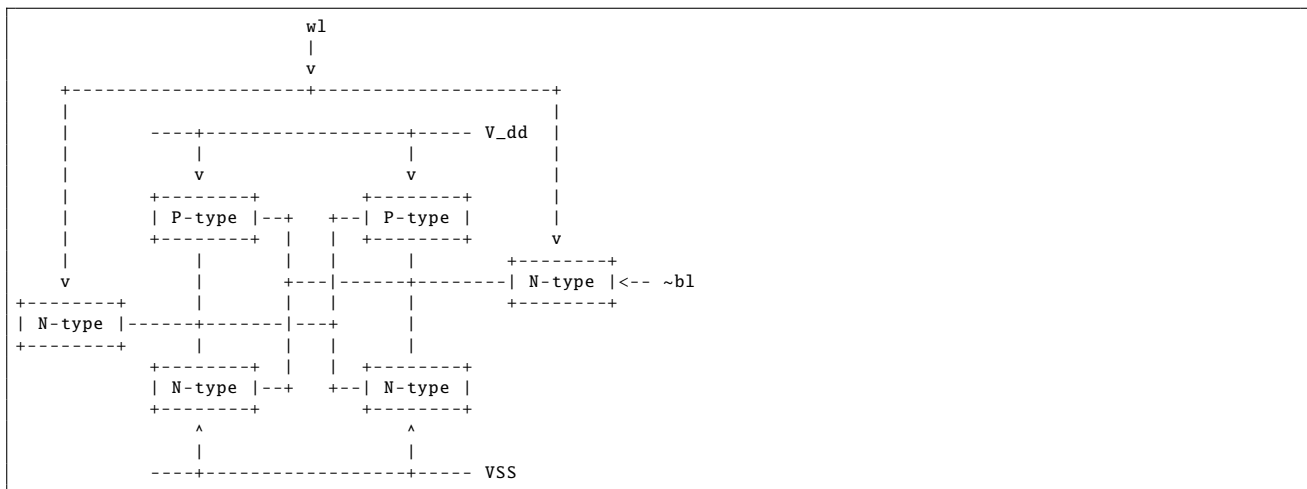 wl
V_dd
P-type P-type
N-type ~bl
N-type
N-type N-type
VSS